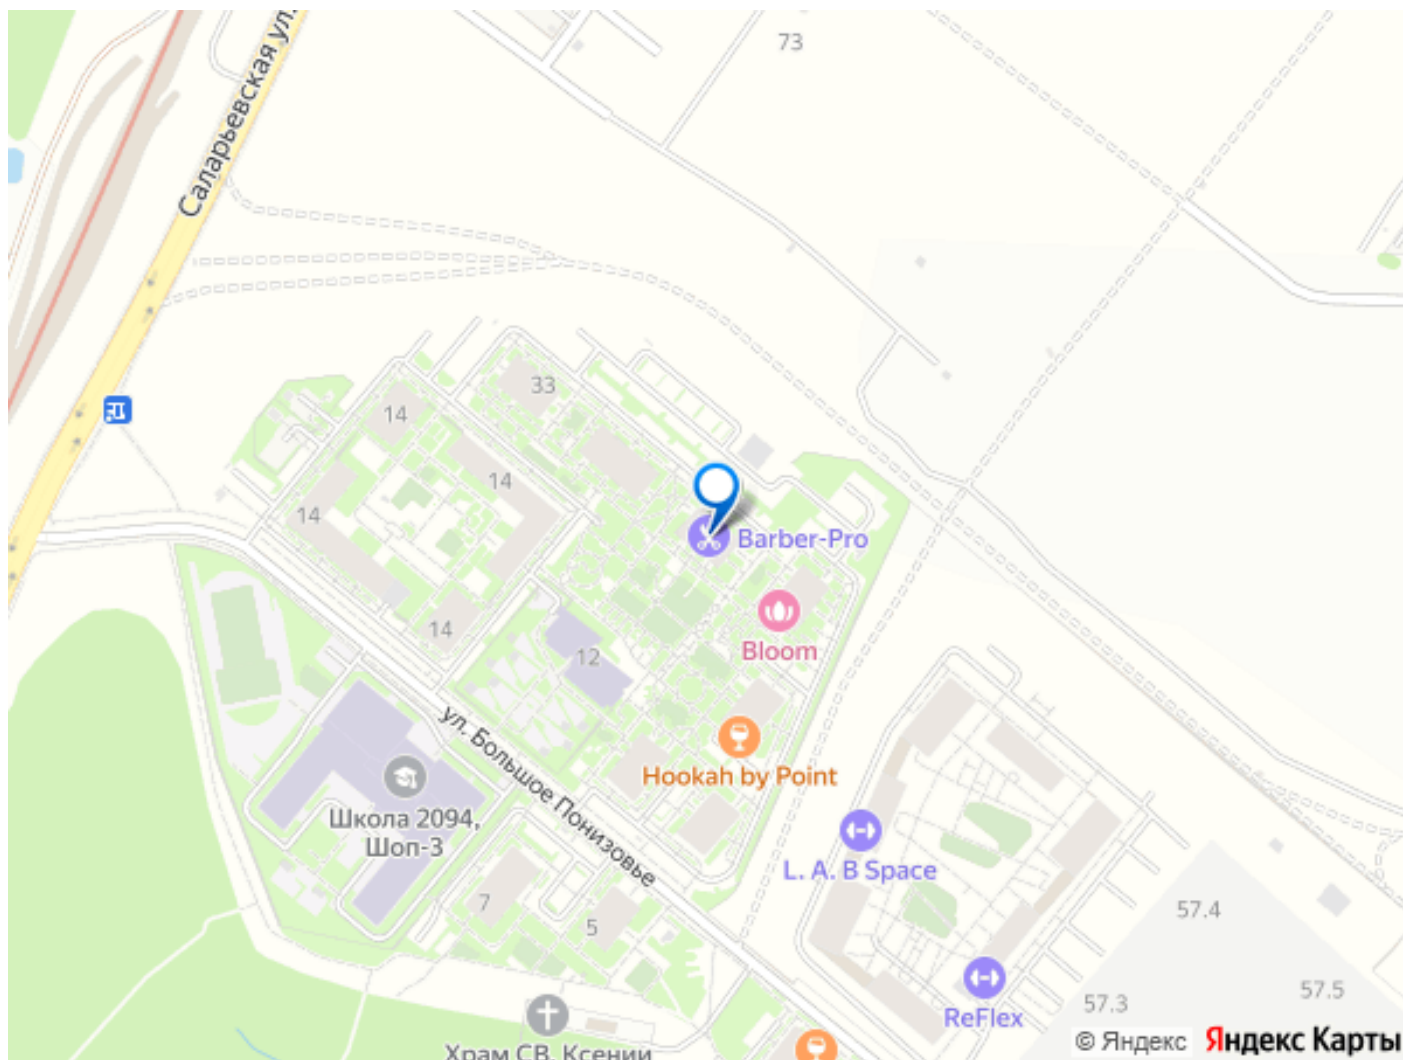 73
Саларьевская ул.
33
14
14
14
Barber-Pro
14
12
Bloom
ул. Большое Понизовье
Hookah by Point
Школа 2094,
Шоп-3
L. A. B Space
7
5
57.4
57.5
57.3
ReFlex
Храм СВ. Ксении
© Яндекс Яндекс Карты